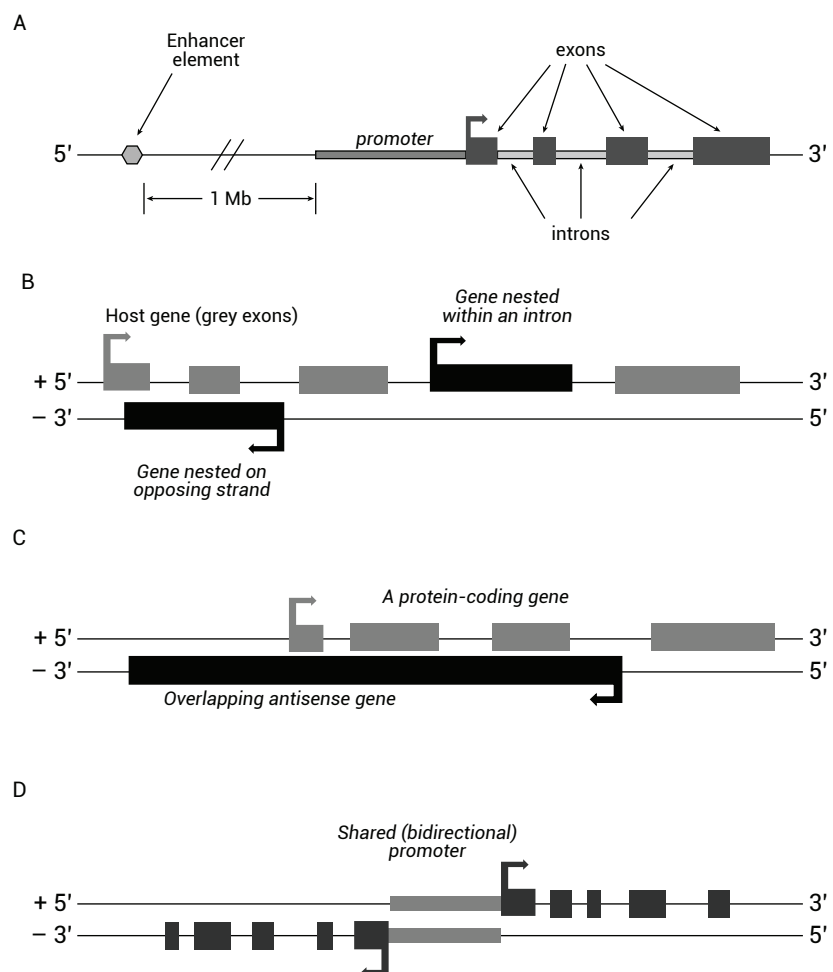 A
Enhancer
element
exons
promoter
5′ 3′
1 Mb
introns
B
Host gene (grey exons)
Gene nested
within an intron
+ 5′ 3′
– 3′ 5′
Gene nested on
opposing strand
C
A protein-coding gene
+ 5′ 3′
– 3′ 5′
Overlapping antisense gene
D
Shared (bidirectional)
promoter
+ 5′ 3′
– 3′ 5′